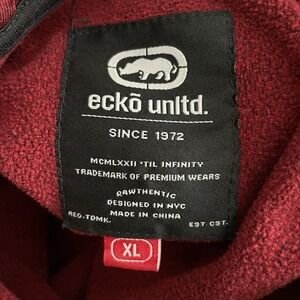 eckō unltd.
SINCE 1972
MCMLXXII 'TIL INFINITY
TRADEMARK OF PREMIUM WEARS
RAWTHENTIC
DESIGNED IN NYC
MADE IN CHINA
REG.TDMK. EST CST.
XL